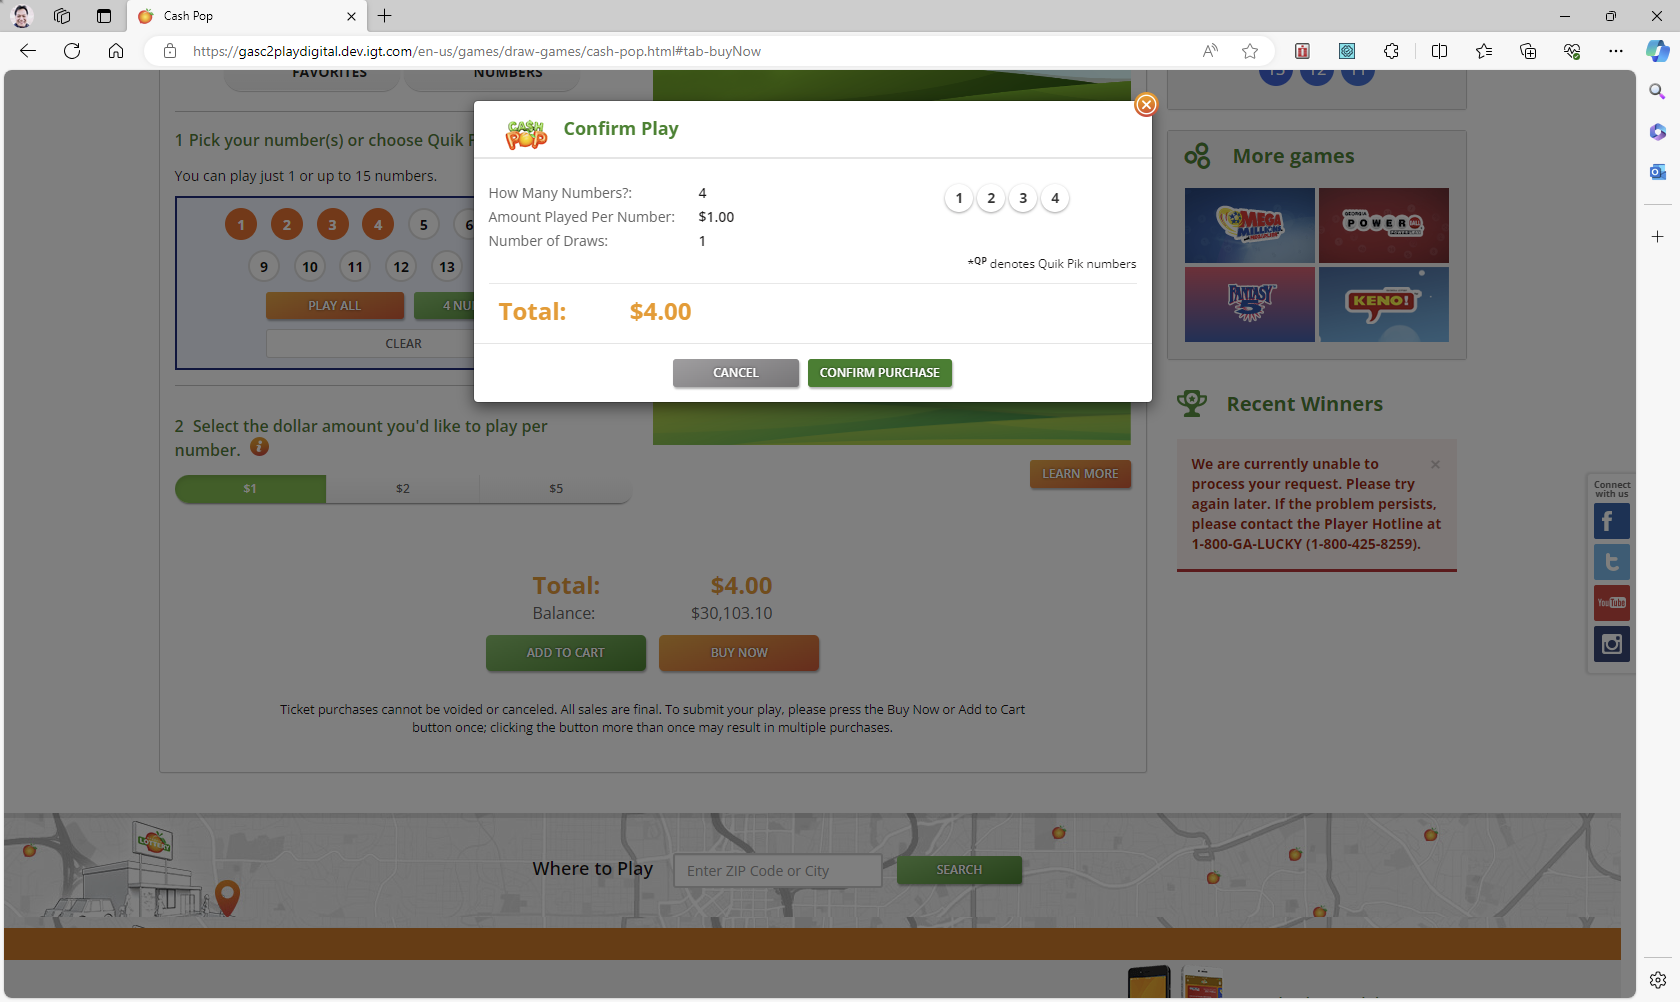 Cash Pop
https://gasc2playdigital.dev.igt.com/en-us/games/draw-games/cash-pop.html#tab-buyNow
FAVORITES
NUMBERS
1 Pick your number(s) or choose Quik
You can play just 1 or up to 15 numbers.
1 2 3 4 5 6
9 10 11 12 13
PLAY ALL
4
CLEAR
2 Select the dollar amount you'd like to play per
number.
$1
$2
$5
LEARN MORE
Total: $4.00
Balance: $30,103.10
ADD TO CART
BUY NOW
Ticket purchases cannot be voided or canceled. All sales are final. To submit your play, please press the Buy Now or Add to Cart
button once; clicking the button more than once may result in multiple purchases.
CASH
POP
Confirm Play
How Many Numbers?: 4
Amount Played Per Number: $1.00
Number of Draws: 1
1 2 3 4
*QP denotes Quik Pik numbers
Total: $4.00
CANCEL
CONFIRM PURCHASE
More games
MEGA
MILLIONS
GEORGIA
POWERBALL
FANTASY
5
KENO!
Recent Winners
We are currently unable to
process your request. Please try
again later. If the problem persists,
please contact the Player Hotline at
1-800-GA-LUCKY (1-800-425-8259).
Connect
with us
YouTube
LOTTERY
Where to Play
Enter ZIP Code or City
SEARCH